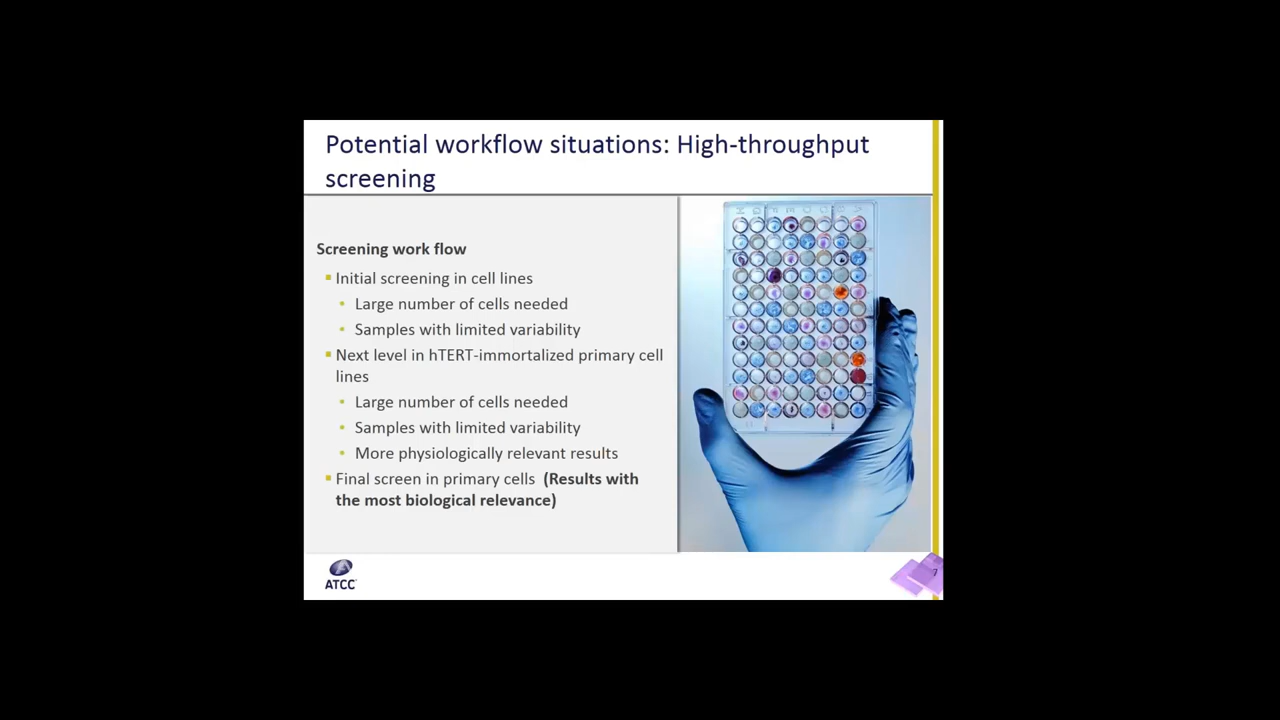 Potential workflow situations: High-throughput
screening
Screening work flow
Initial screening in cell lines
Large number of cells needed
Samples with limited variability
Next level in hTERT-immortalized primary cell
lines
Large number of cells needed
Samples with limited variability
More physiologically relevant results
Final screen in primary cells (Results with
the most biological relevance)
ATCC
7